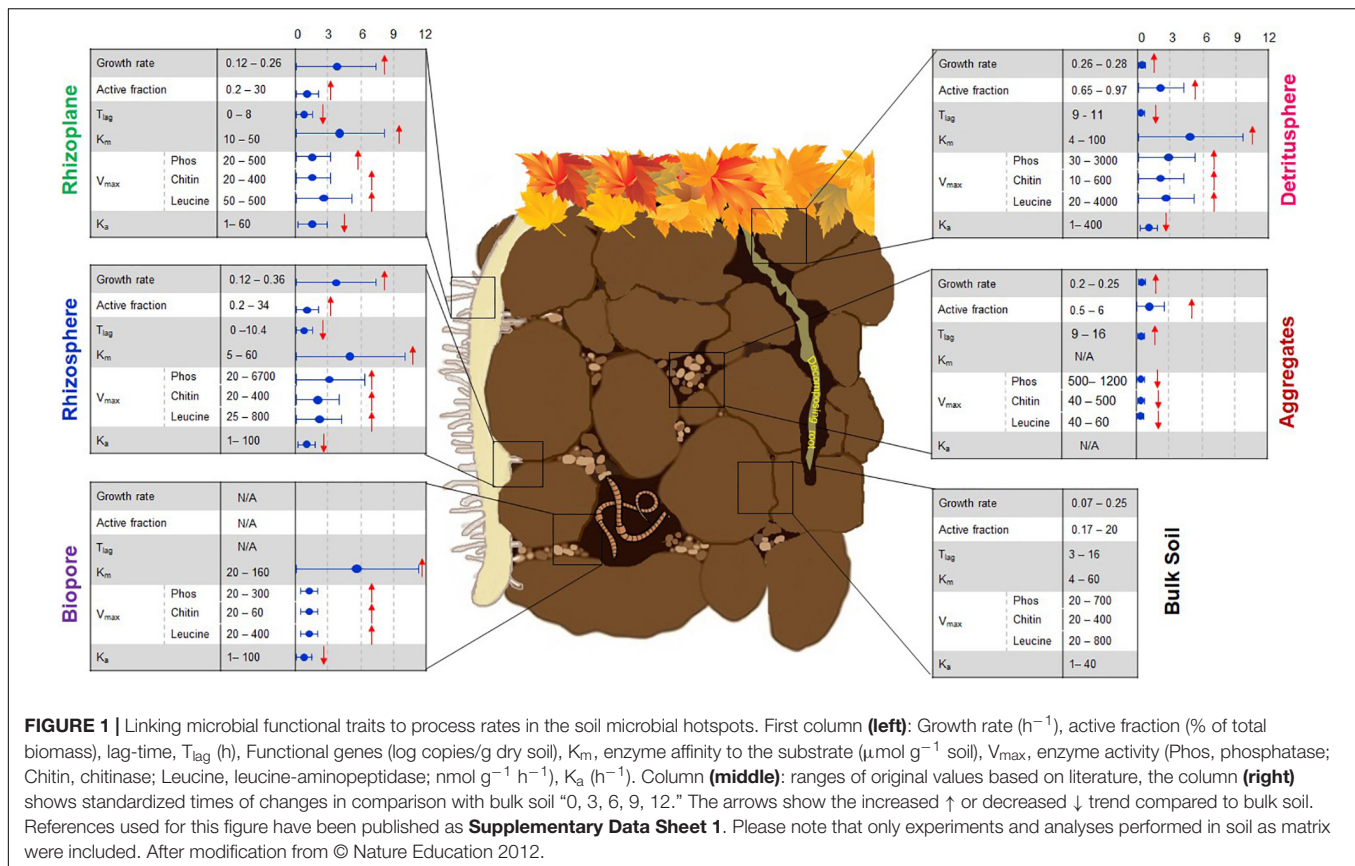 0 3 6 9 12
Rhizoplane
Growth rate 0.12 – 0.26
Active fraction 0.2 – 30
Tlag 0 – 8
Km 10 – 50
Vmax
Phos 20 – 500
Chitin 20 – 400
Leucine 50 – 500
Ka 1– 60
Rhizosphere
Growth rate 0.12 – 0.36
Active fraction 0.2 – 34
Tlag 0 –10.4
Km 5 – 60
Vmax
Phos 20 – 6700
Chitin 20 – 400
Leucine 25 – 800
Ka 1– 100
Biopore
Growth rate N/A
Active fraction N/A
Tlag N/A
Km 20 – 160
Vmax
Phos 20 – 300
Chitin 20 – 60
Leucine 20 – 400
Ka 1– 100
Decomposing root
0 3 6 9 12
Detritusphere
Growth rate 0.26 – 0.28
Active fraction 0.65 – 0.97
Tlag 9 - 11
Km 4 – 100
Vmax
Phos 30 – 3000
Chitin 10 – 600
Leucine 20 – 4000
Ka 1– 400
Aggregates
Growth rate 0.2 – 0.25
Active fraction 0.5 – 6
Tlag 9 – 16
Km N/A
Vmax
Phos 500– 1200
Chitin 40 – 500
Leucine 40 – 60
Ka N/A
Bulk Soil
Growth rate 0.07 – 0.25
Active fraction 0.17 – 20
Tlag 3 – 16
Km 4 – 60
Vmax
Phos 20 – 700
Chitin 20 – 400
Leucine 20 – 800
Ka 1– 40
FIGURE 1 | Linking microbial functional traits to process rates in the soil microbial hotspots. First column (left): Growth rate (h−1), active fraction (% of total
biomass), lag-time, Tlag (h), Functional genes (log copies/g dry soil), Km, enzyme affinity to the substrate (μmol g−1 soil), Vmax, enzyme activity (Phos, phosphatase;
Chitin, chitinase; Leucine, leucine-aminopeptidase; nmol g−1 h−1), Ka (h−1). Column (middle): ranges of original values based on literature, the column (right)
shows standardized times of changes in comparison with bulk soil “0, 3, 6, 9, 12.” The arrows show the increased ↑ or decreased ↓ trend compared to bulk soil.
References used for this figure have been published as Supplementary Data Sheet 1. Please note that only experiments and analyses performed in soil as matrix
were included. After modification from © Nature Education 2012.